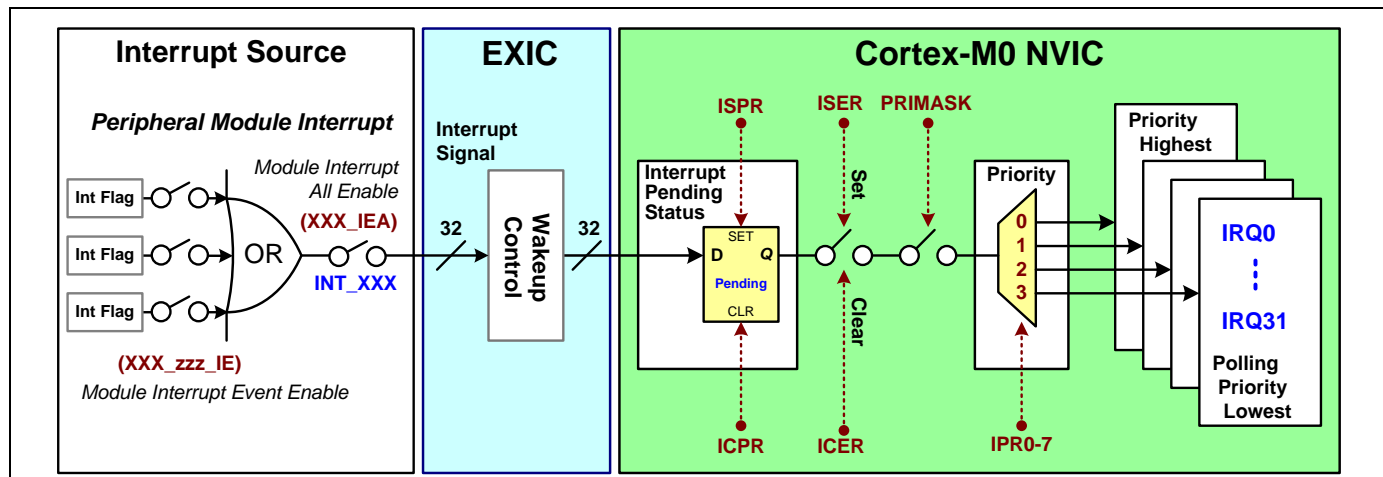 Interrupt Source
Peripheral Module Interrupt
Module Interrupt
All Enable
(XXX_IEA)
Int Flag
Int Flag
Int Flag
OR
INT_XXX
(XXX_zzz_IE)
Module Interrupt Event Enable
EXIC
Interrupt
Signal
32
Wakeup
Control
32
Cortex-M0 NVIC
ISPR
ISER
PRIMASK
Interrupt
Pending
Status
SET
D
Q
Pending
CLR
Set
Clear
ICPR
ICER
Priority
0
1
2
3
IPR0-7
Priority
Highest
IRQ0
IRQ31
Polling
Priority
Lowest